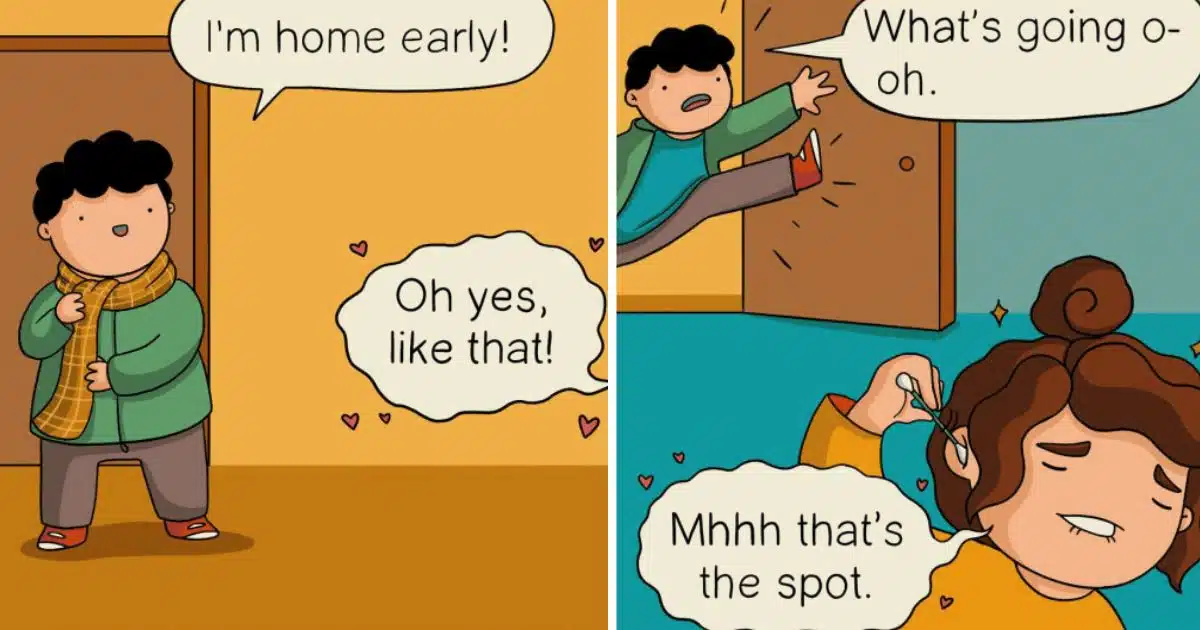 I'm home early!
Oh yes,
like that!
What's going o-
oh.
Mhhh that's
the spot.